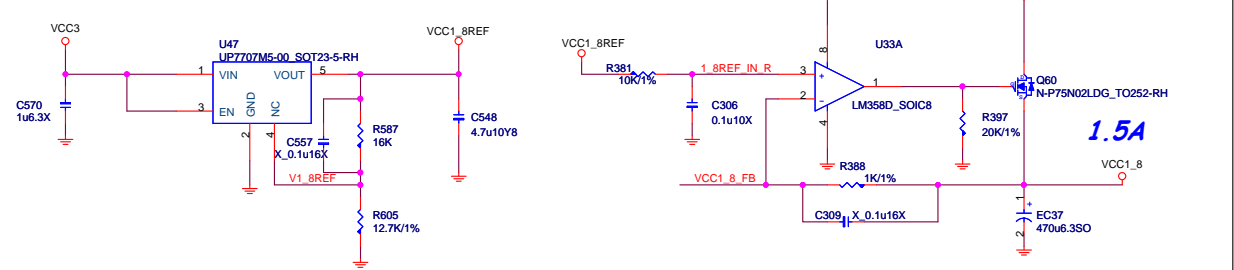 VCC3
U47
UP7707M5-00_SOT23-5-RH
1 VIN VOUT 5
3 EN GND NC
2 4
C570
1u6.3X
C557
X_0.1u16X
R587
16K
V1_8REF
R605
12.7K/1%
VCC1_8REF
C548
4.7u10Y8
VCC1_8REF
R381
10K/1%
1_8REF_IN_R
C306
0.1u10X
U33A
8
3 +
2 -
1
4
LM358D_SOIC8
R397
20K/1%
Q60
N-P75N02LDG_TO252-RH
1.5A
VCC1_8
VCC1_8_FB
R388
1K/1%
C309 X_0.1u16X
1 +
2
EC37
470u6.3SO